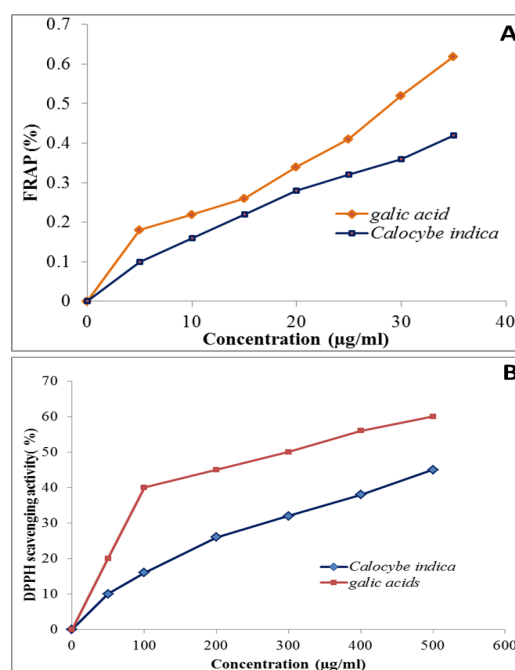 A
0.7
0.6
0.5
0.4
0.3
0.2
0.1
0
FRAP (%)
galic acid
Calocybe indica
0 10 20 30 40
Concentration (µg/ml)
B
70
60
50
40
30
20
10
0
DPPH scavenging activity( %)
Calocybe indica
galic acids
0 100 200 300 400 500 600
Concentration (µg/ml)